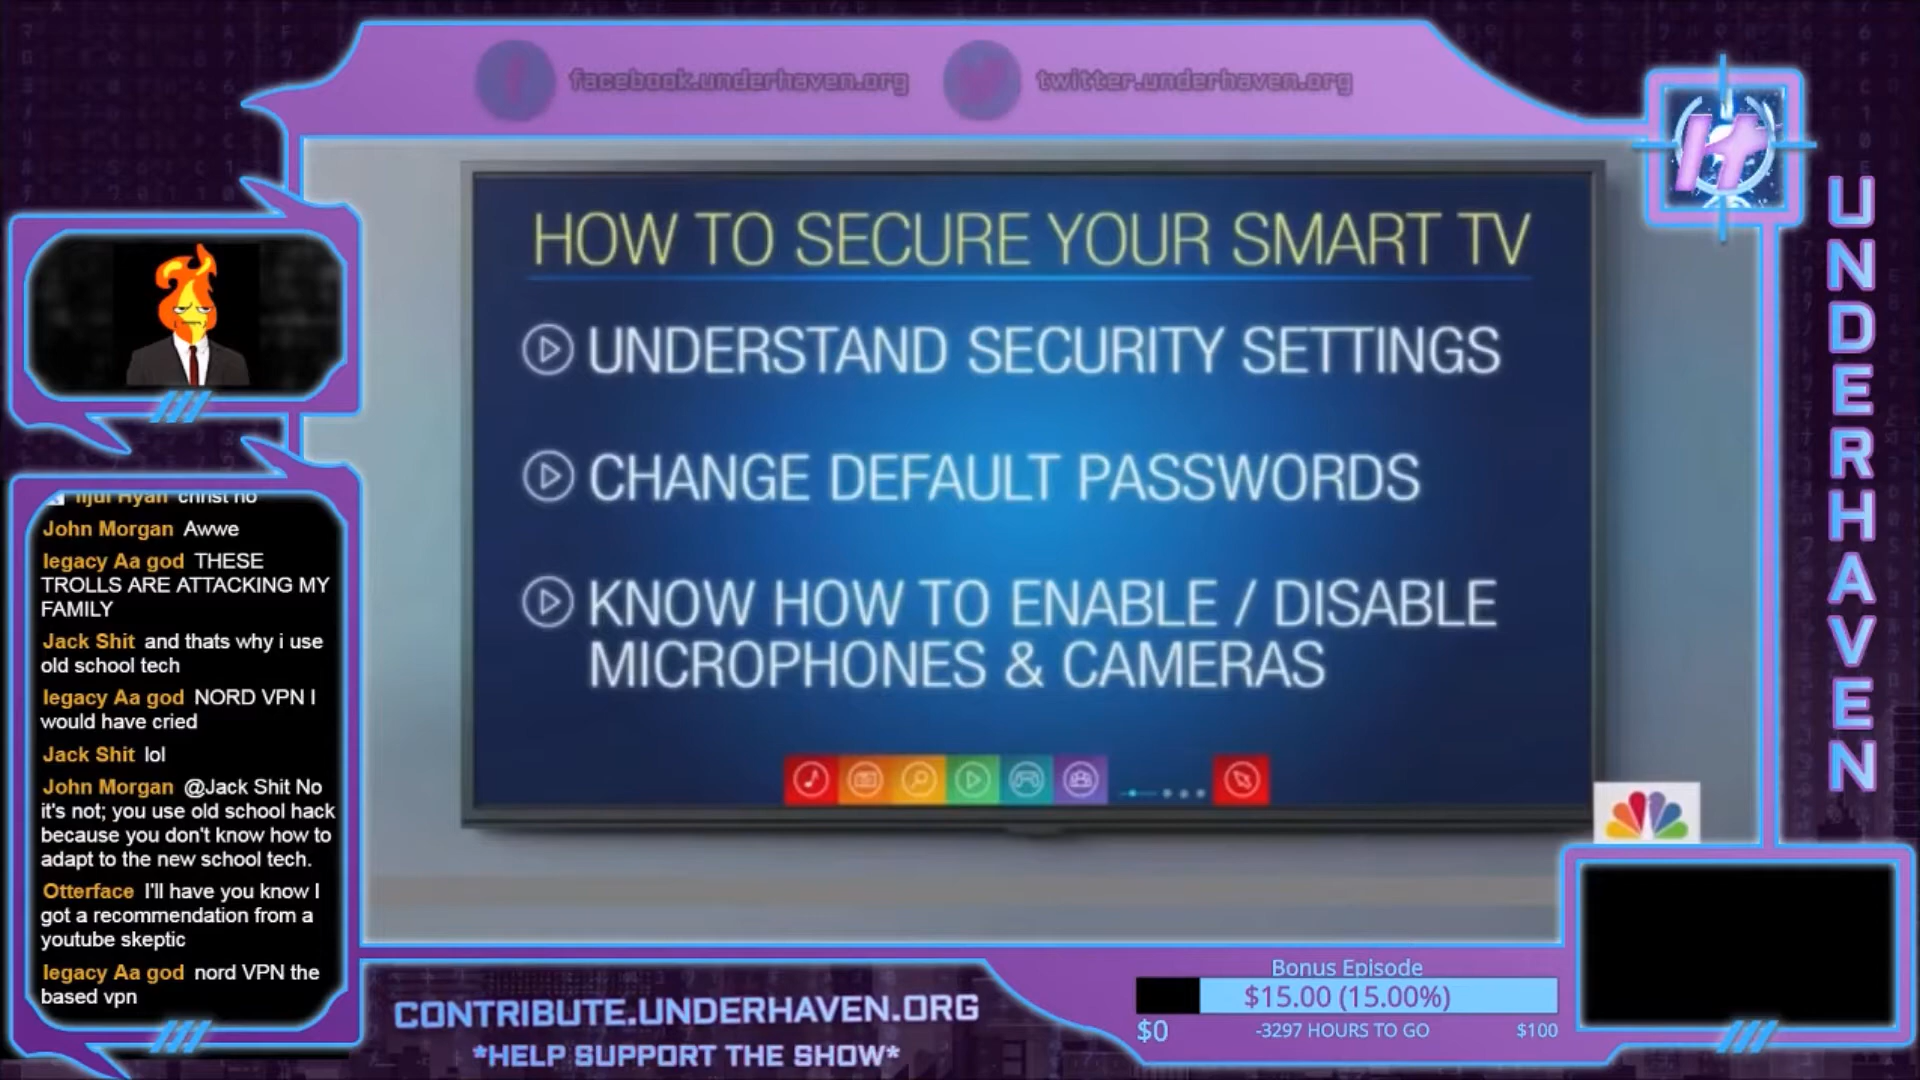 facebook.underhaven.org
twitter.underhaven.org
HOW TO SECURE YOUR SMART TV
UNDERSTAND SECURITY SETTINGS
CHANGE DEFAULT PASSWORDS
KNOW HOW TO ENABLE / DISABLE
MICROPHONES & CAMERAS
UNDERHAVEN
christ no
John Morgan Awwe
legacy Aa god THESE
TROLLS ARE ATTACKING MY
FAMILY
Jack Shit and thats why i use
old school tech
legacy Aa god NORD VPN I
would have cried
Jack Shit lol
John Morgan @Jack Shit No
it's not; you use old school hack
because you don't know how to
adapt to the new school tech.
Otterface I'll have you know I
got a recommendation from a
youtube skeptic
legacy Aa god nord VPN the
based vpn
CONTRIBUTE.UNDERHAVEN.ORG
*HELP SUPPORT THE SHOW*
Bonus Episode
$15.00 (15.00%)
$0
-3297 HOURS TO GO
$100